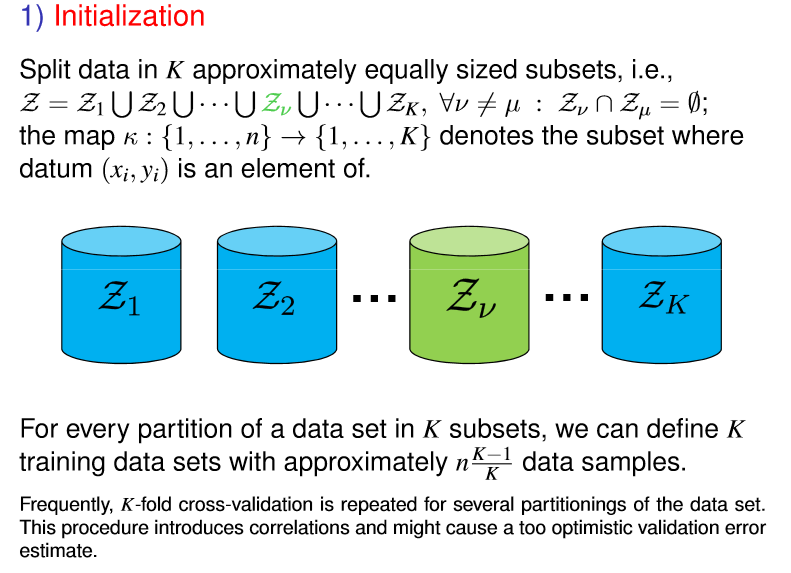 1) Initialization
Split data in K approximately equally sized subsets, i.e.,
𝒵 = 𝒵₁ ⋃ 𝒵₂ ⋃ ⋯ ⋃ 𝒵_ν ⋃ ⋯ ⋃ 𝒵_K, ∀ν ≠ μ : 𝒵_ν ∩ 𝒵_μ = ∅;
the map κ : {1, . . . , n} → {1, . . . , K} denotes the subset where
datum (xᵢ, yᵢ) is an element of.
𝒵₁ 𝒵₂ ⋯ 𝒵_ν ⋯ 𝒵_K
For every partition of a data set in K subsets, we can define K
training data sets with approximately n\frac{K−1}{K} data samples.
Frequently, K-fold cross-validation is repeated for several partitionings of the data set.
This procedure introduces correlations and might cause a too optimistic validation error
estimate.